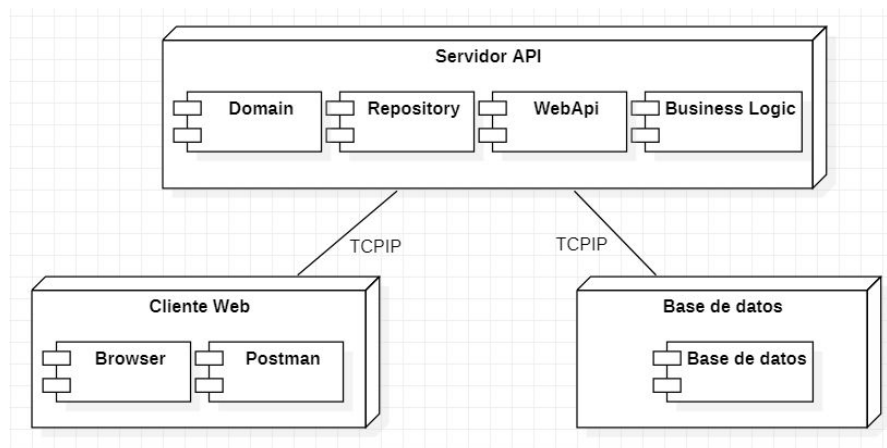 Servidor API
Domain
Repository
WebApi
Business Logic
TCPIP
TCPIP
Cliente Web
Browser
Postman
Base de datos
Base de datos